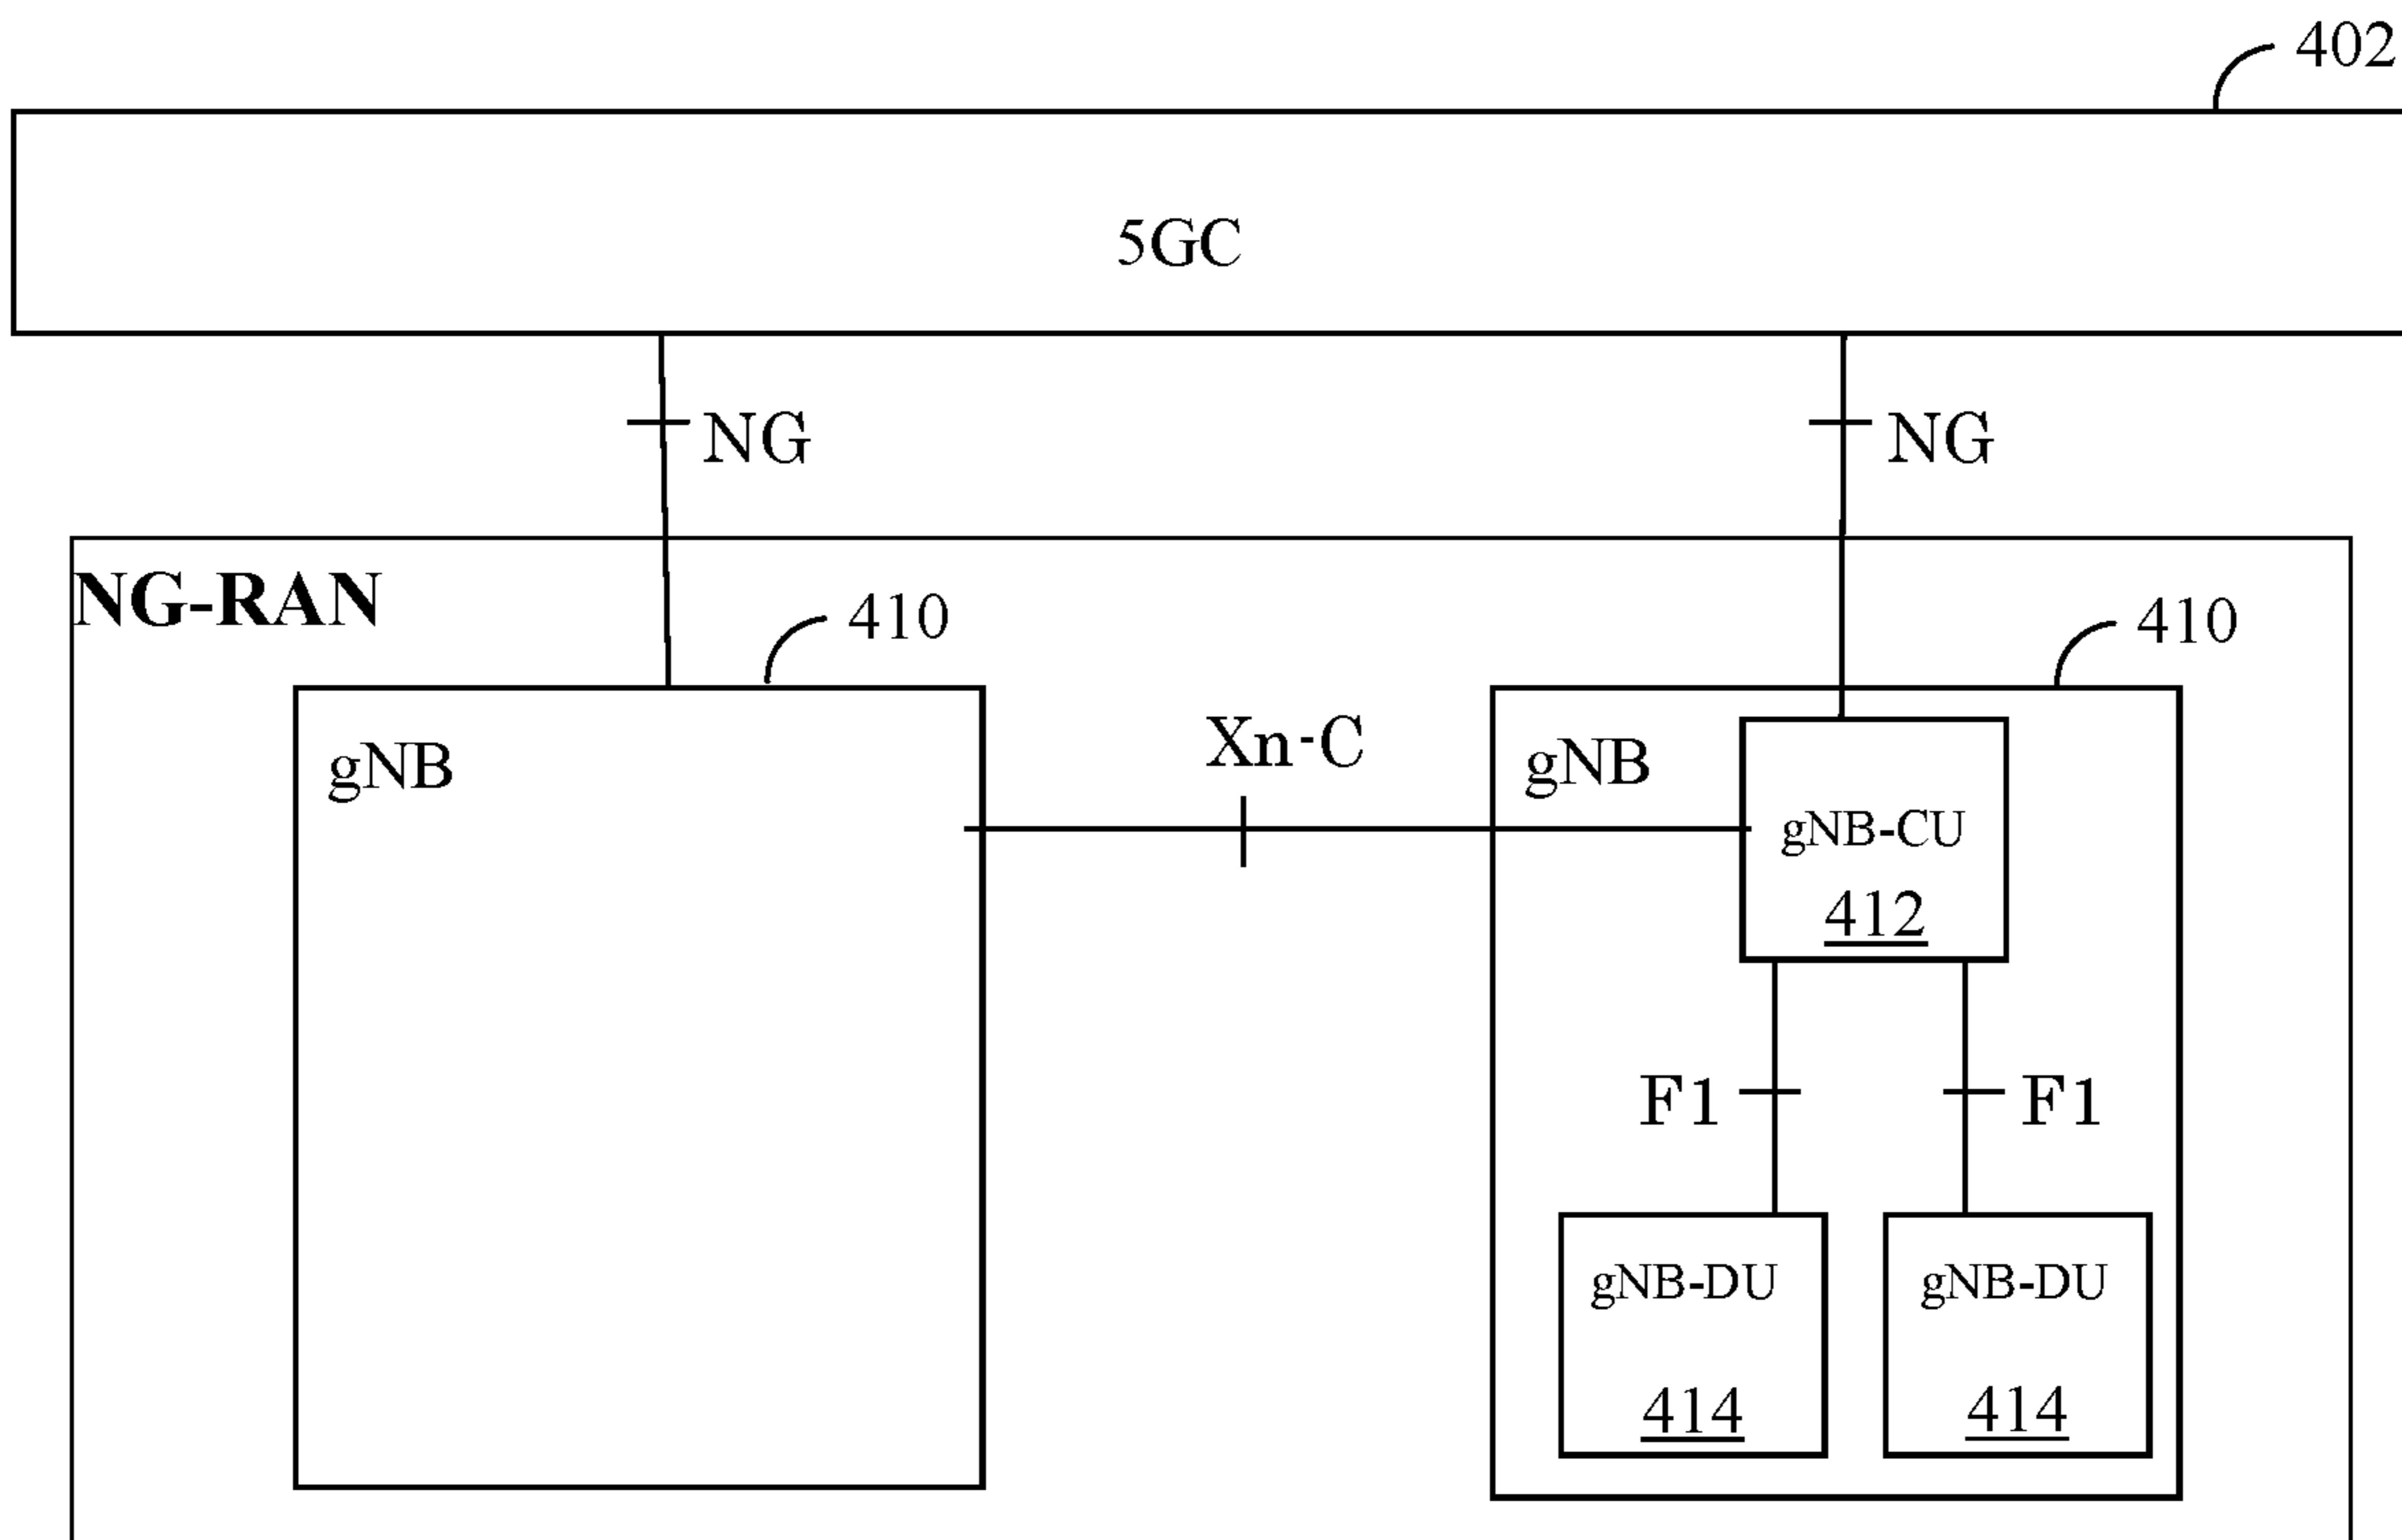 402
5GC
NG
NG
NG-RAN
410
410
gNB
Xn-C
gNB
gNB-CU
412
F1
F1
gNB-DU
gNB-DU
414
414